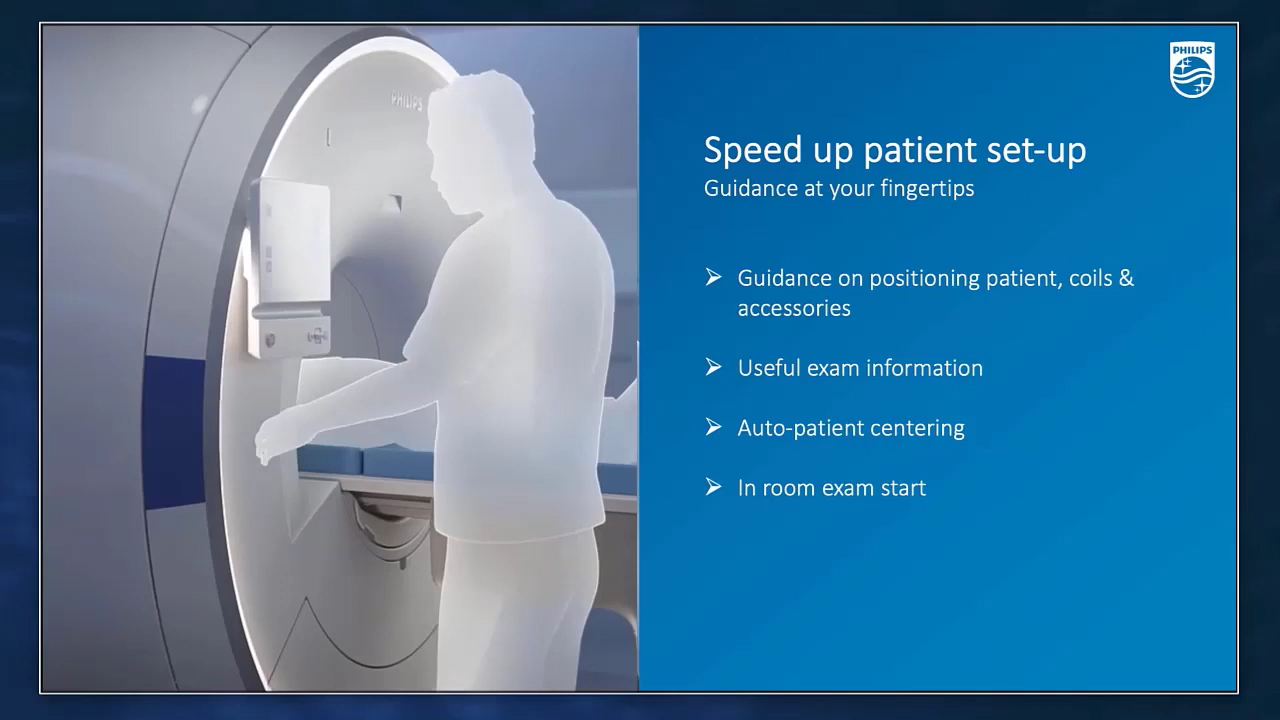 PHILIPS
PHILIPS
Speed up patient set-up
Guidance at your fingertips
➢ Guidance on positioning patient, coils &
accessories
➢ Useful exam information
➢ Auto-patient centering
➢ In room exam start